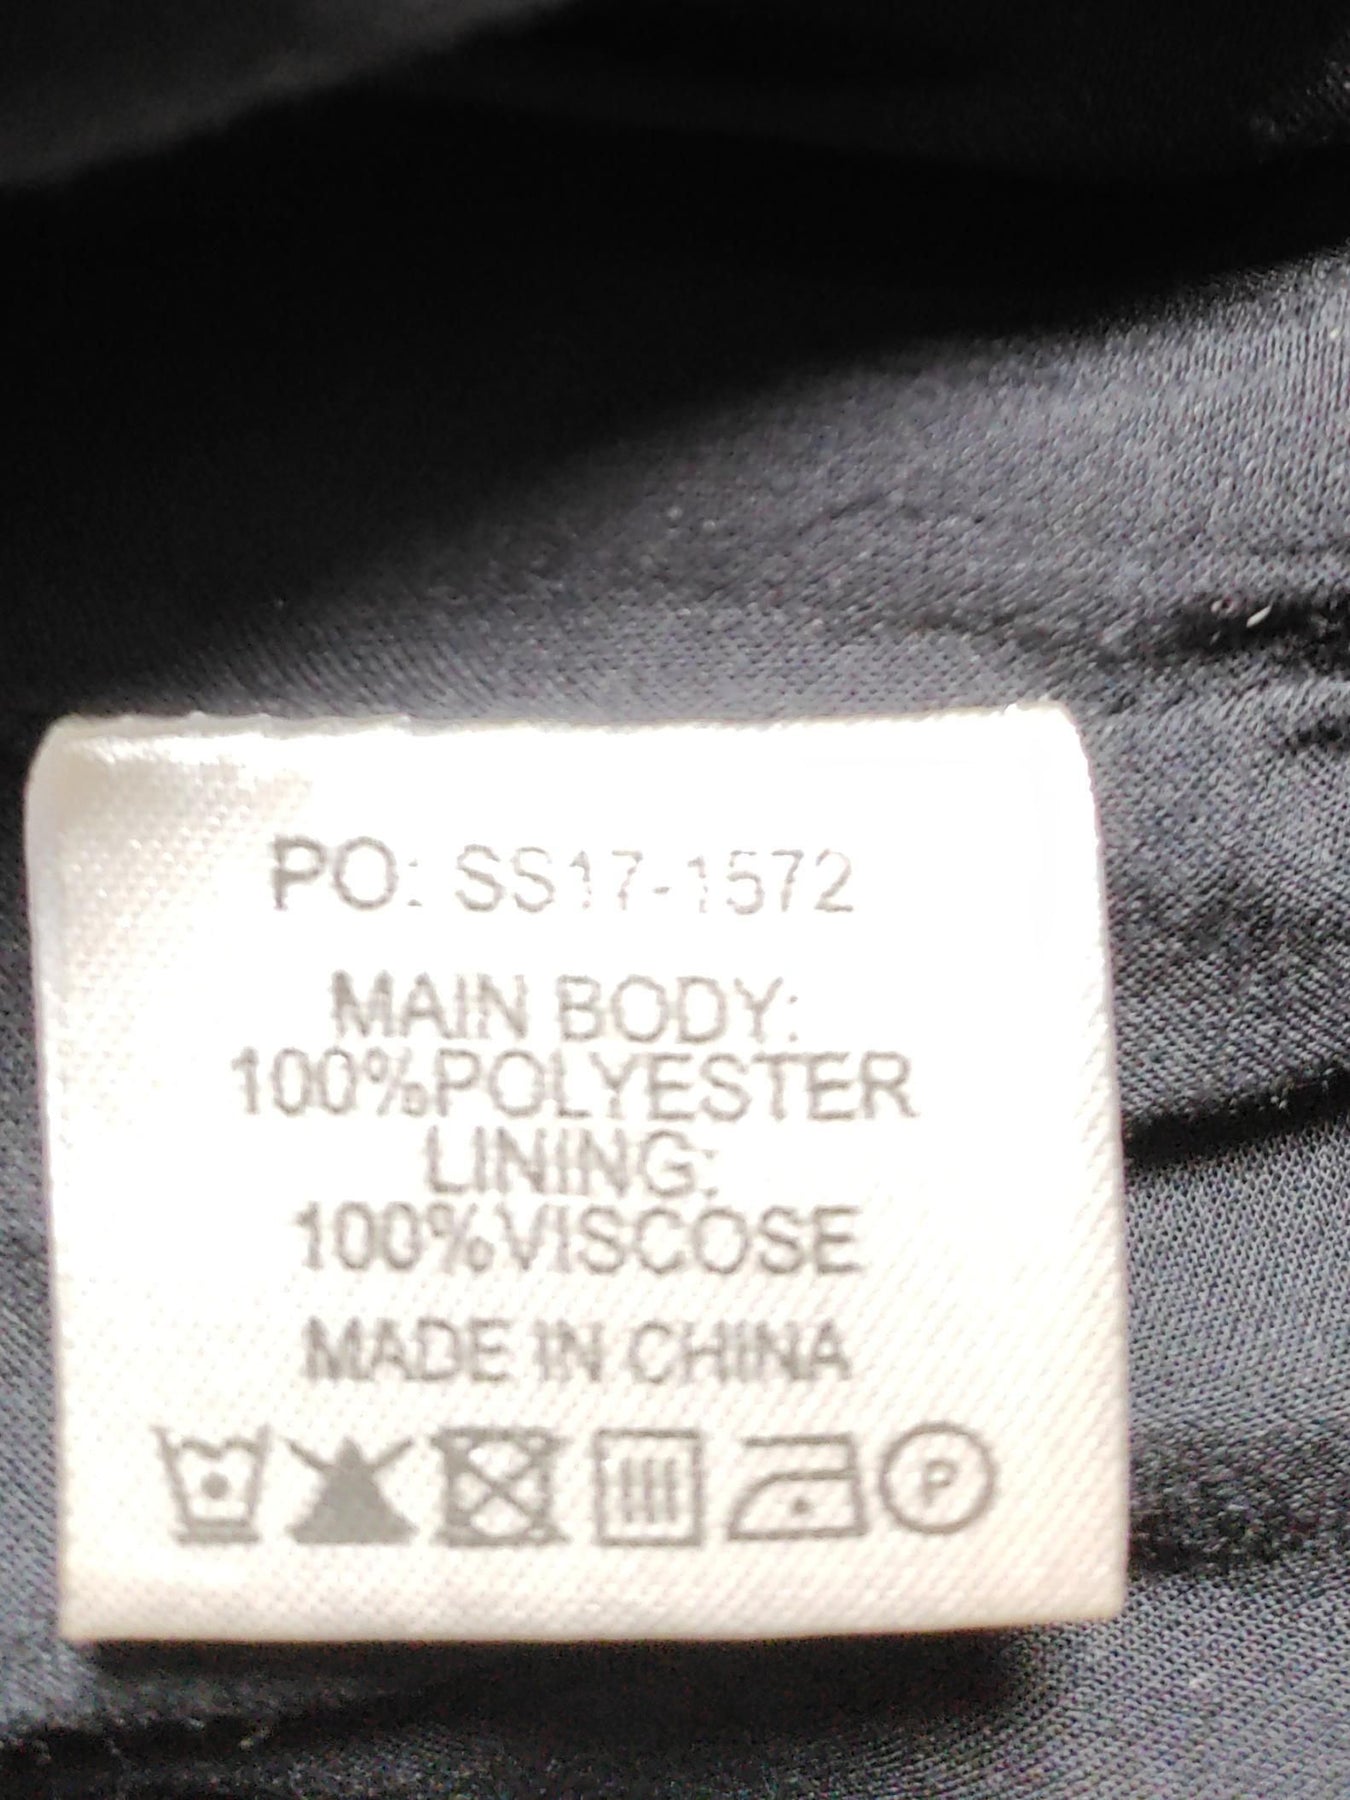 PO: SS17-1572
MAIN BODY:
100%POLYESTER
LINING:
100%VISCOSE
MADE IN CHINA
P